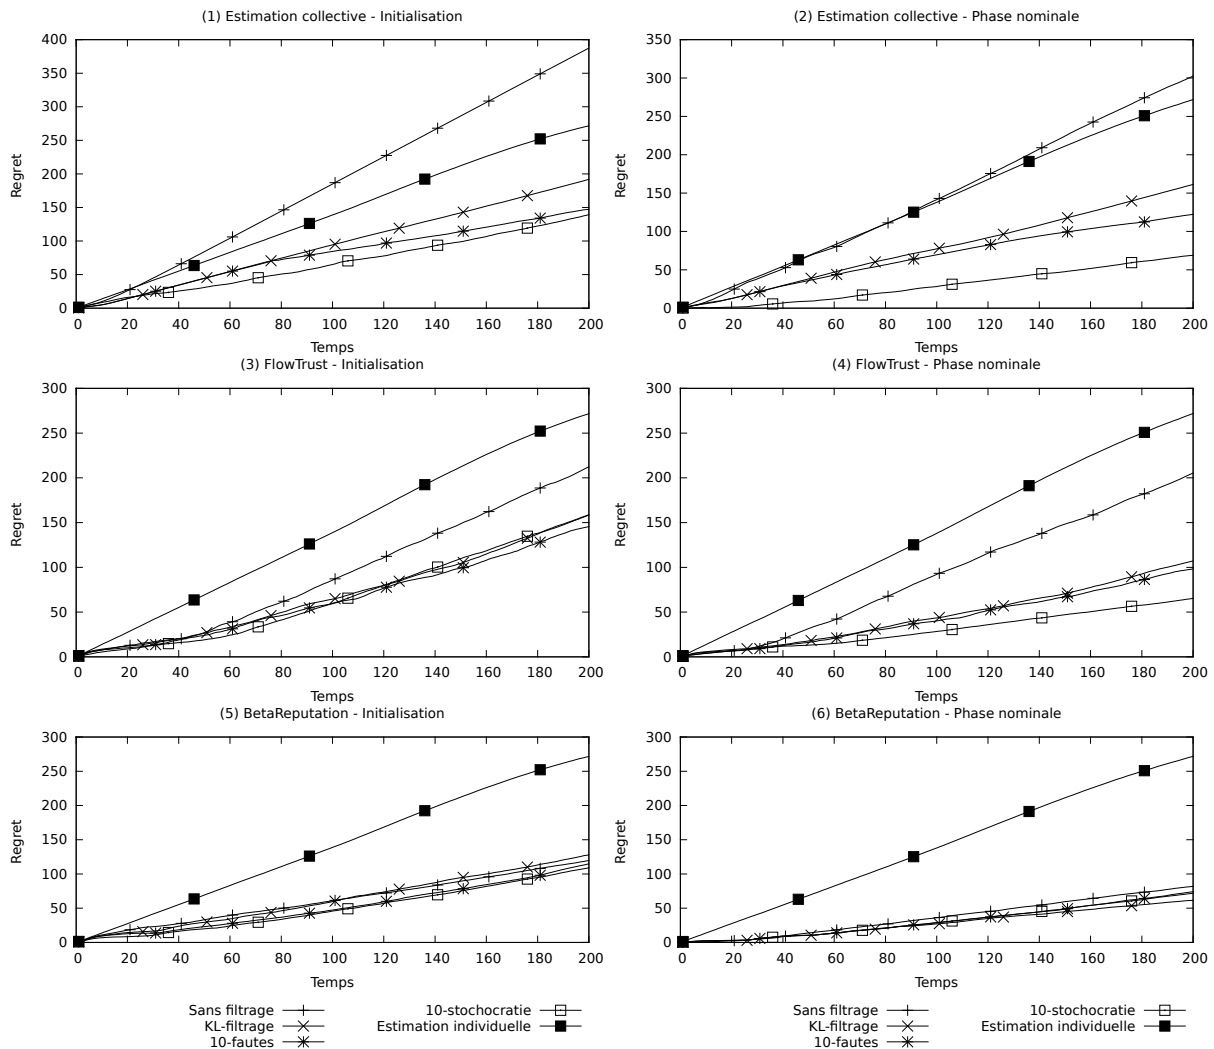 (1) Estimation collective - Initialisation
400
350
300
250
200
150
100
50
0
Regret
0 20 40 60 80 100 120 140 160 180 200
Temps
(2) Estimation collective - Phase nominale
350
300
250
200
150
100
50
0
Regret
0 20 40 60 80 100 120 140 160 180 200
Temps
(3) FlowTrust - Initialisation
300
250
200
150
100
50
0
Regret
0 20 40 60 80 100 120 140 160 180 200
Temps
(4) FlowTrust - Phase nominale
300
250
200
150
100
50
0
Regret
0 20 40 60 80 100 120 140 160 180 200
Temps
(5) BetaReputation - Initialisation
300
250
200
150
100
50
0
Regret
0 20 40 60 80 100 120 140 160 180 200
Temps
(6) BetaReputation - Phase nominale
300
250
200
150
100
50
0
Regret
0 20 40 60 80 100 120 140 160 180 200
Temps
Sans filtrage
KL-filtrage
10-fautes
10-stochocratie
Estimation individuelle
Sans filtrage
KL-filtrage
10-fautes
10-stochocratie
Estimation individuelle